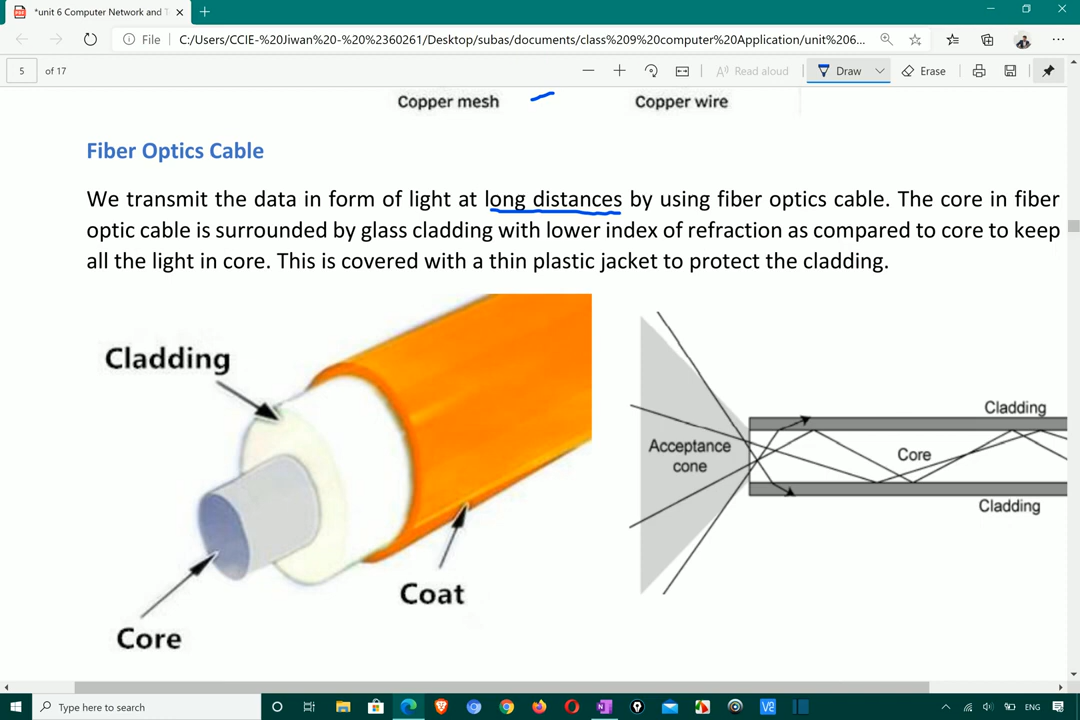 *unit 6 Computer Network and T
File
C:/Users/CCIE-%20Jiwan%20-%20%2360261/Desktop/subas/documents/class%209%20computer%20Application/unit%206...
5 of 17
Read aloud
Draw
Erase
Copper mesh
Copper wire
Fiber Optics Cable
We transmit the data in form of light at long distances by using fiber optics cable. The core in fiber
optic cable is surrounded by glass cladding with lower index of refraction as compared to core to keep
all the light in core. This is covered with a thin plastic jacket to protect the cladding.
Cladding
Coat
Core
Acceptance
cone
Cladding
Core
Cladding
Type here to search
ENG